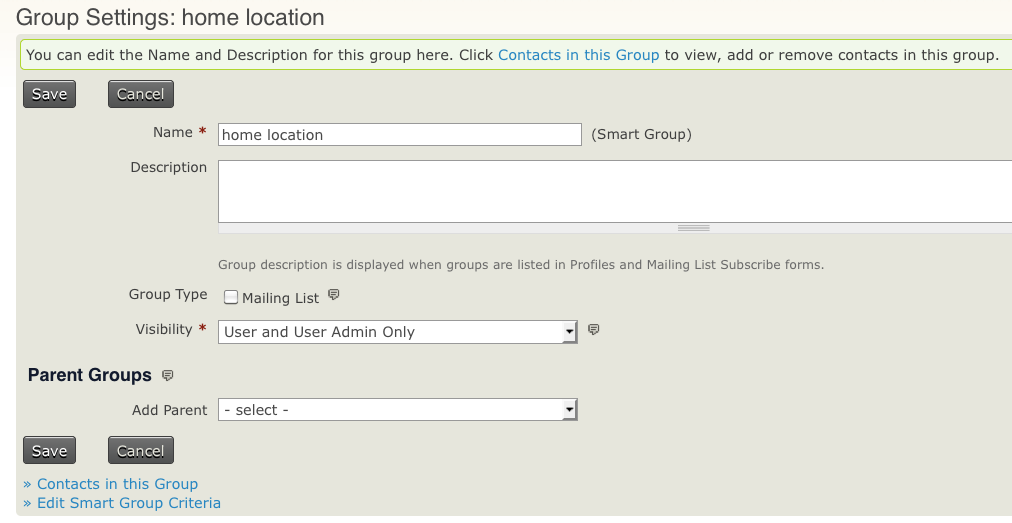 Group Settings: home location
You can edit the Name and Description for this group here. Click Contacts in this Group to view, add or remove contacts in this group.
Save Cancel
Name * home location (Smart Group)
Description
Group description is displayed when groups are listed in Profiles and Mailing List Subscribe forms.
Group Type Mailing List
Visibility * User and User Admin Only
Parent Groups
Add Parent - select -
Save Cancel
» Contacts in this Group
» Edit Smart Group Criteria